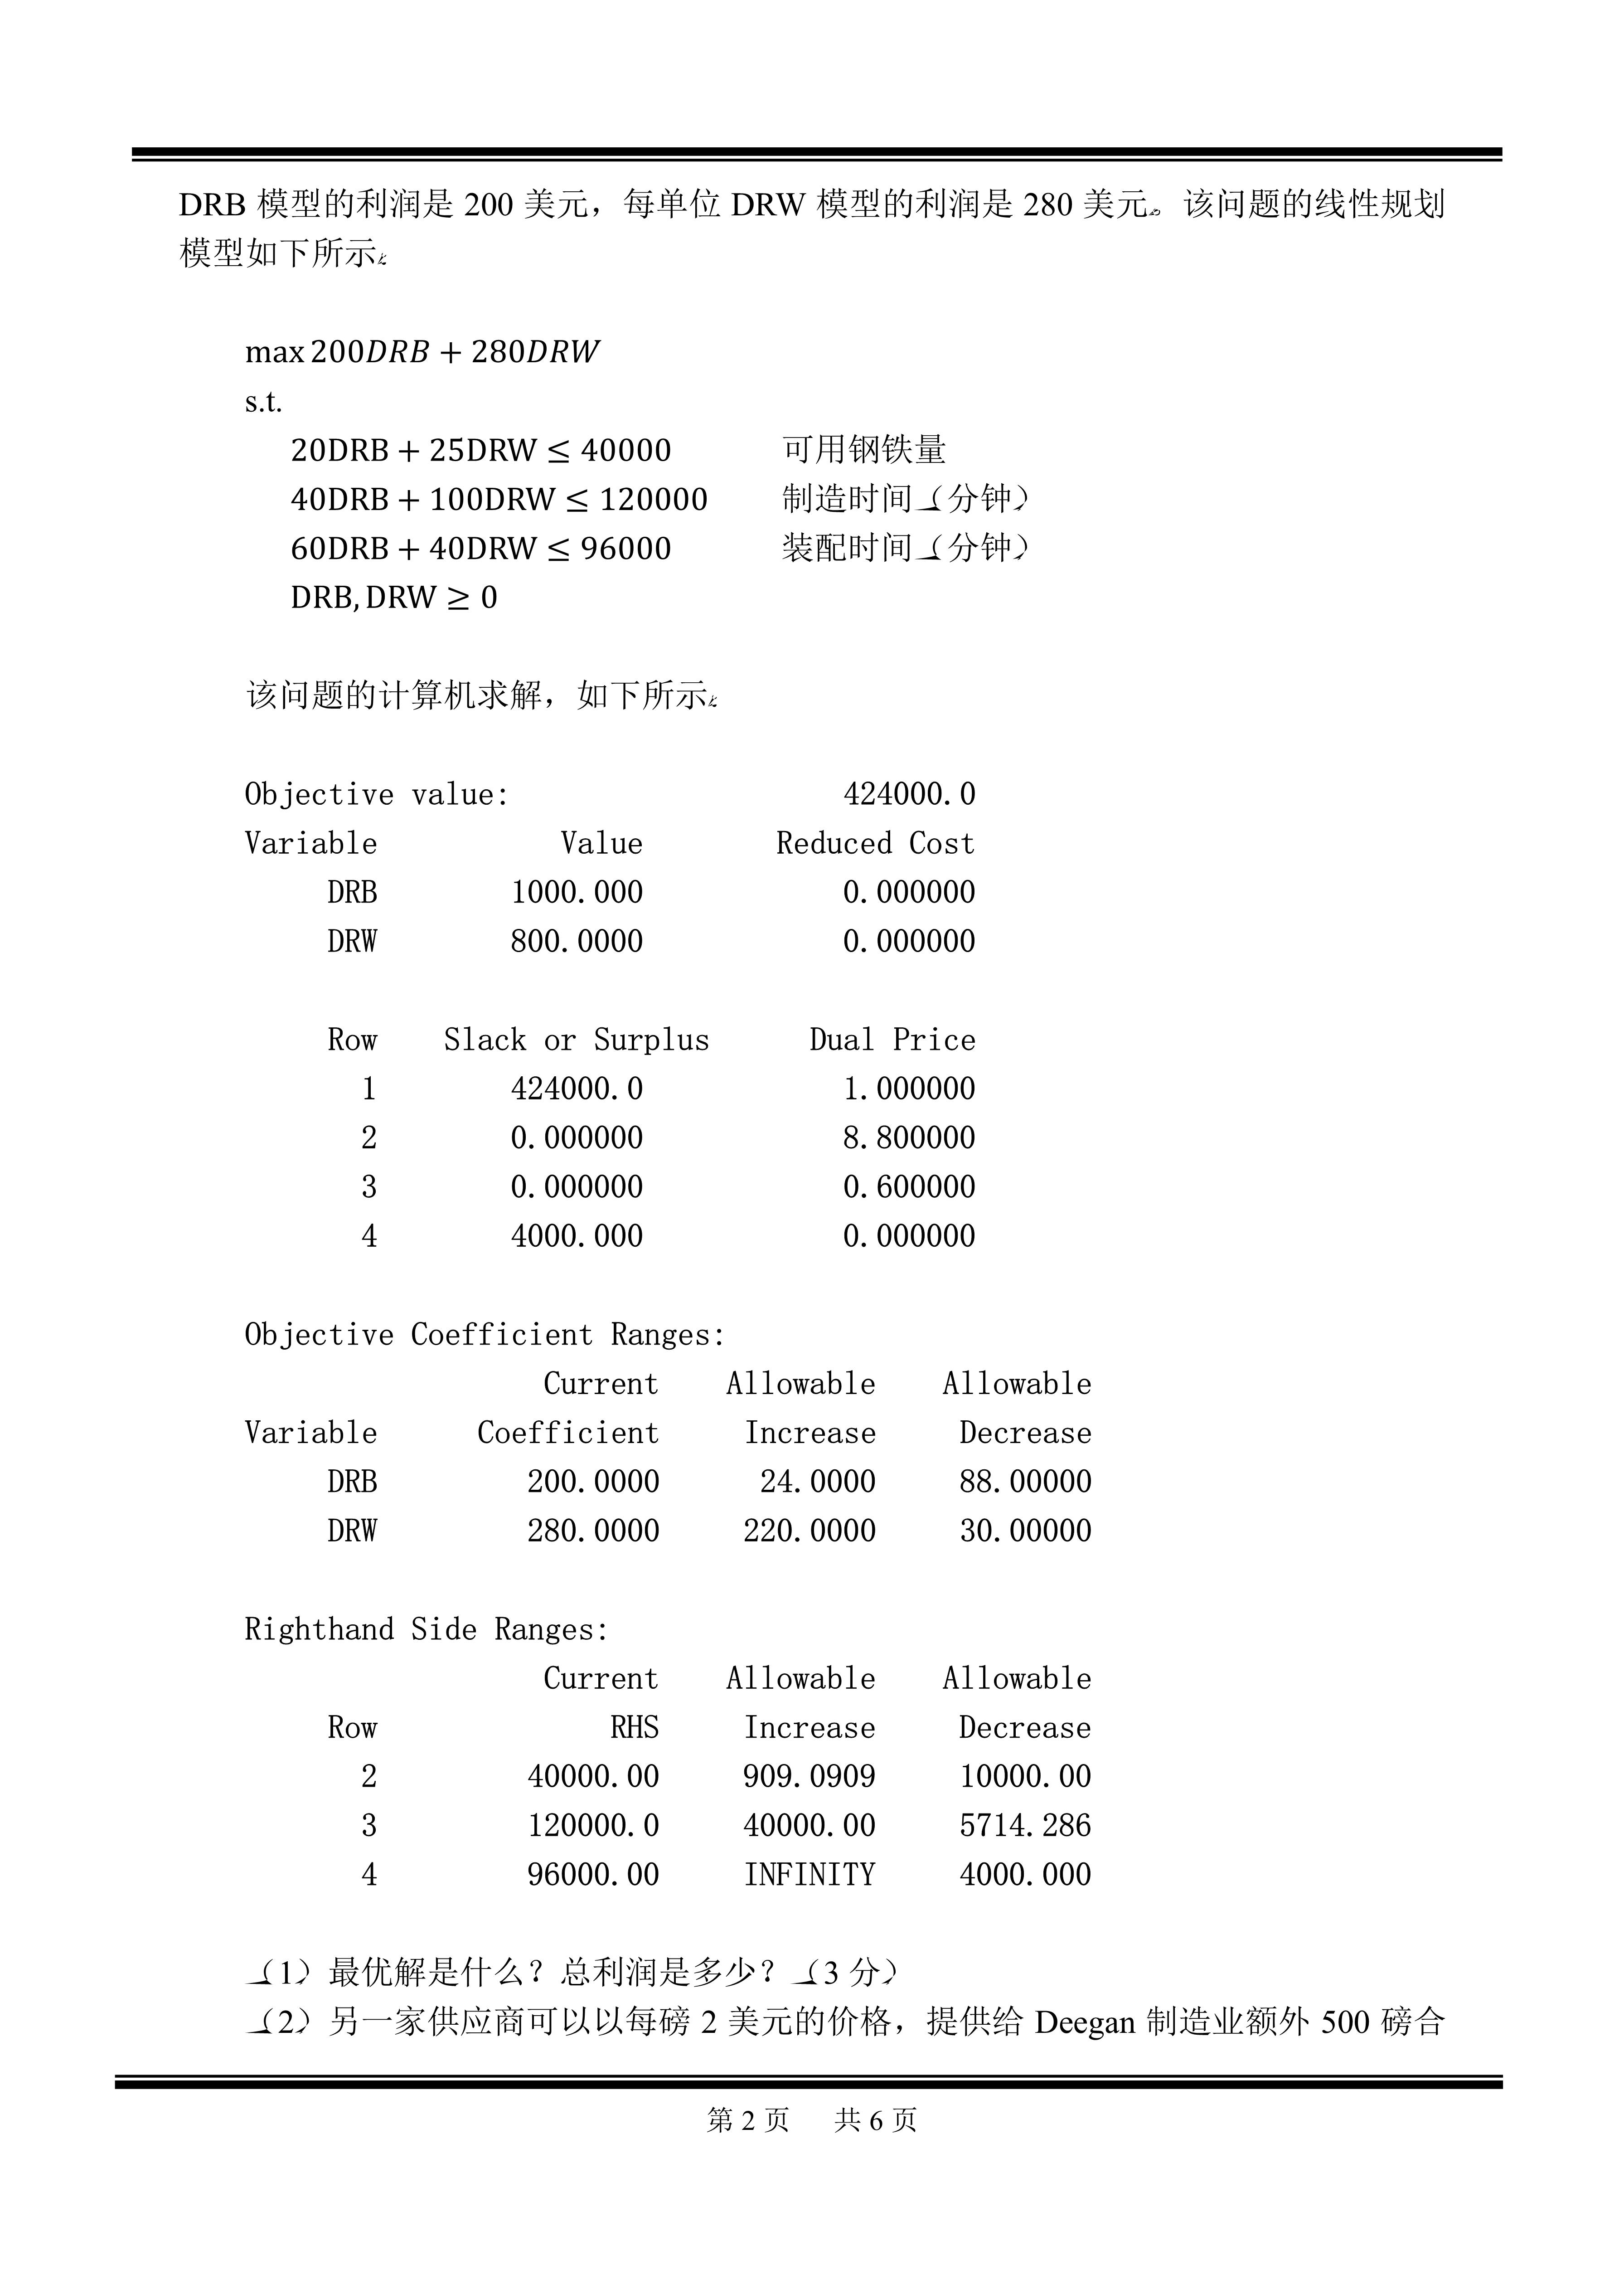 DRB 模型的利润是 200 美元，每单位 DRW 模型的利润是 280 美元。该问题的线性规划
模型如下所示。
max 200DRB + 280DRW
s.t.
20DRB + 25DRW ≤ 40000 可用钢铁量
40DRB + 100DRW ≤ 120000 制造时间（分钟）
60DRB + 40DRW ≤ 96000 装配时间（分钟）
DRB, DRW ≥ 0
该问题的计算机求解，如下所示。
Objective value: 424000.0
Variable Value Reduced Cost
DRB 1000.000 0.000000
DRW 800.0000 0.000000
Row Slack or Surplus Dual Price
1 424000.0 1.000000
2 0.000000 8.800000
3 0.000000 0.600000
4 4000.000 0.000000
Objective Coefficient Ranges:
Current Allowable Allowable
Variable Coefficient Increase Decrease
DRB 200.0000 24.0000 88.00000
DRW 280.0000 220.0000 30.00000
Righthand Side Ranges:
Current Allowable Allowable
Row RHS Increase Decrease
2 40000.00 909.0909 10000.00
3 120000.0 40000.00 5714.286
4 96000.00 INFINITY 4000.000
（1）最优解是什么？总利润是多少？（3 分）
（2）另一家供应商可以以每磅 2 美元的价格，提供给 Deegan 制造业额外 500 磅合
第 2 页 共 6 页